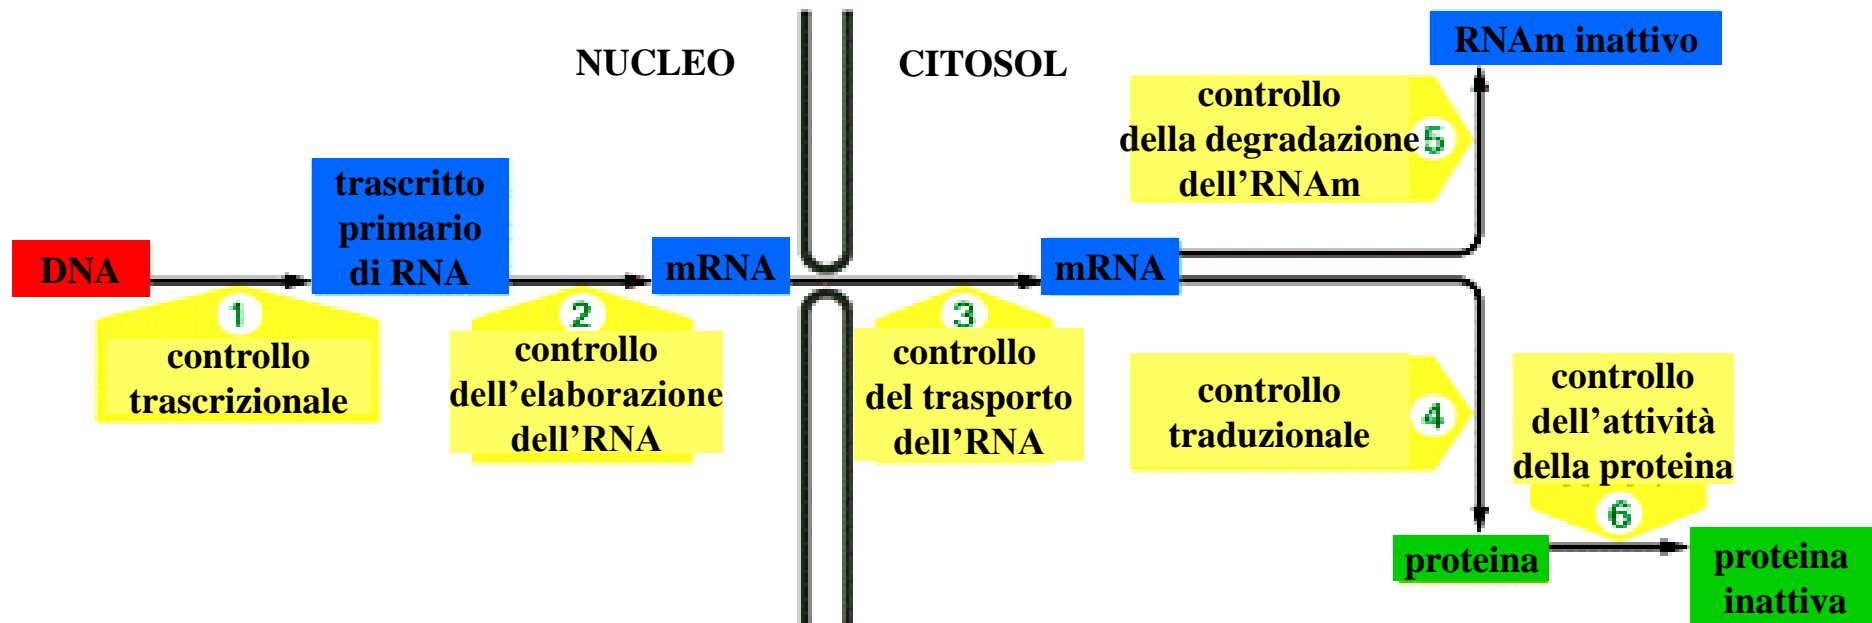 NUCLEO
CITOSOL
RNAm inattivo
controllo
della degradazione
dell’RNAm
5
trascritto
primario
di RNA
DNA
mRNA
mRNA
1
controllo
trascrizionale
2
controllo
dell’elaborazione
dell’RNA
3
controllo
del trasporto
dell’RNA
controllo
traduzionale
4
controllo
dell’attività
della proteina
6
proteina
proteina
inattiva